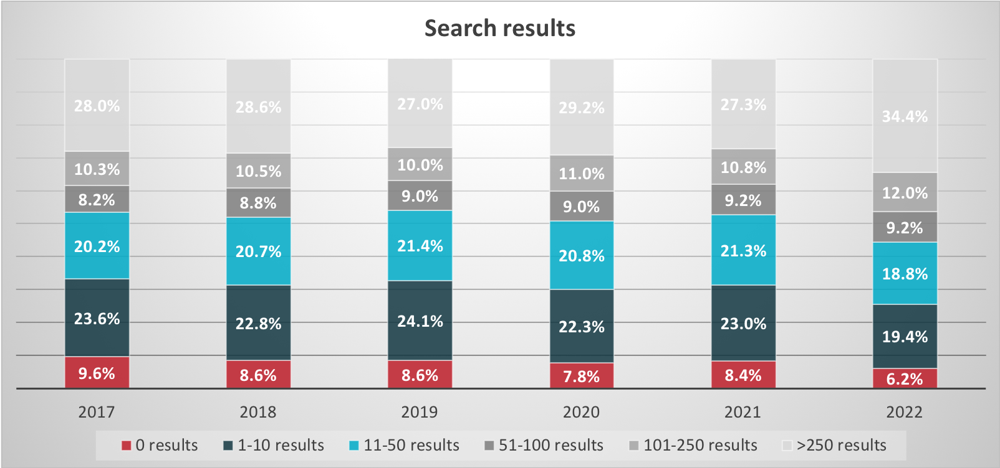 Search results
28.0% 28.6% 27.0% 29.2% 27.3% 34.4%
10.3% 10.5% 10.0% 11.0% 10.8% 12.0%
8.2% 8.8% 9.0% 9.0% 9.2% 9.2%
20.2% 20.7% 21.4% 20.8% 21.3% 18.8%
23.6% 22.8% 24.1% 22.3% 23.0% 19.4%
9.6% 8.6% 8.6% 7.8% 8.4% 6.2%
2017 2018 2019 2020 2021 2022
0 results 1-10 results 11-50 results 51-100 results 101-250 results >250 results